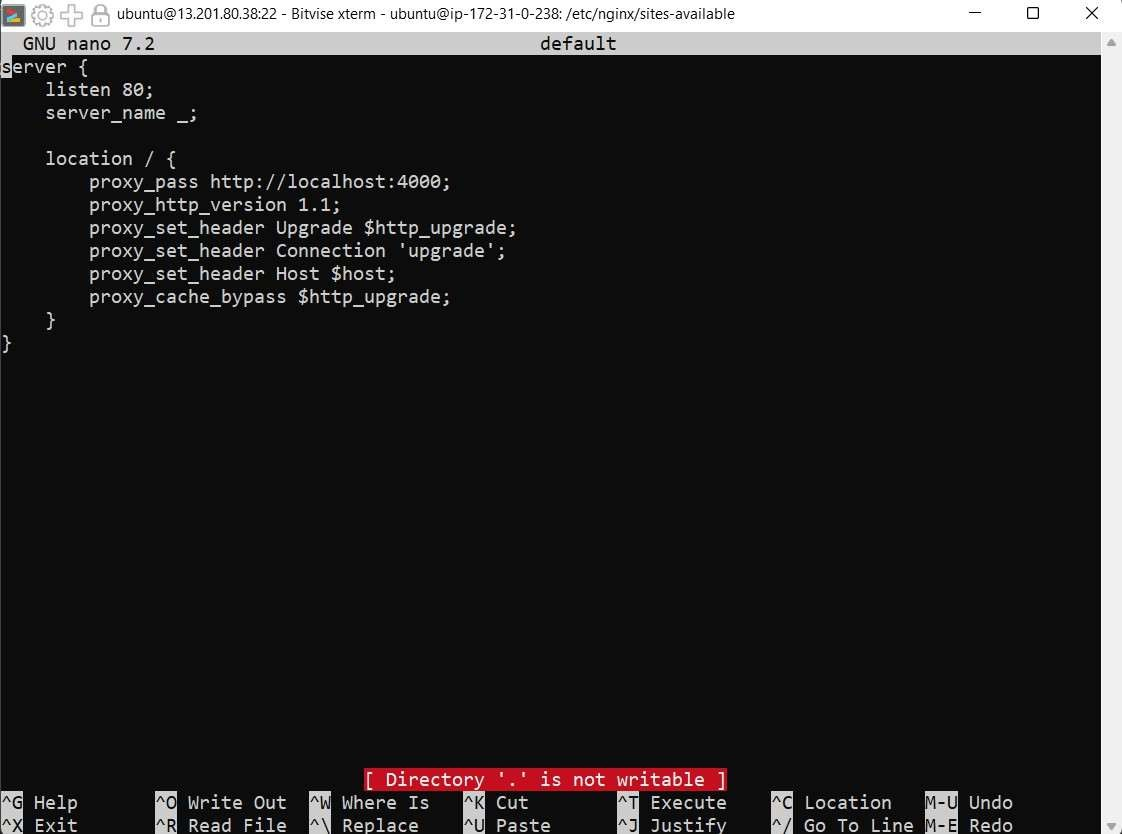 ubuntu@13.201.80.38:22 - Bitvise xterm - ubuntu@ip-172-31-0-238: /etc/nginx/sites-available
GNU nano 7.2 default
server {
    listen 80;
    server_name _;

    location / {
        proxy_pass http://localhost:4000;
        proxy_http_version 1.1;
        proxy_set_header Upgrade $http_upgrade;
        proxy_set_header Connection 'upgrade';
        proxy_set_header Host $host;
        proxy_cache_bypass $http_upgrade;
    }
}
[ Directory '.' is not writable ]
^G Help ^O Write Out ^W Where Is ^K Cut ^T Execute ^C Location M-U Undo
^X Exit ^R Read File ^\ Replace ^U Paste ^J Justify ^/ Go To Line M-E Redo